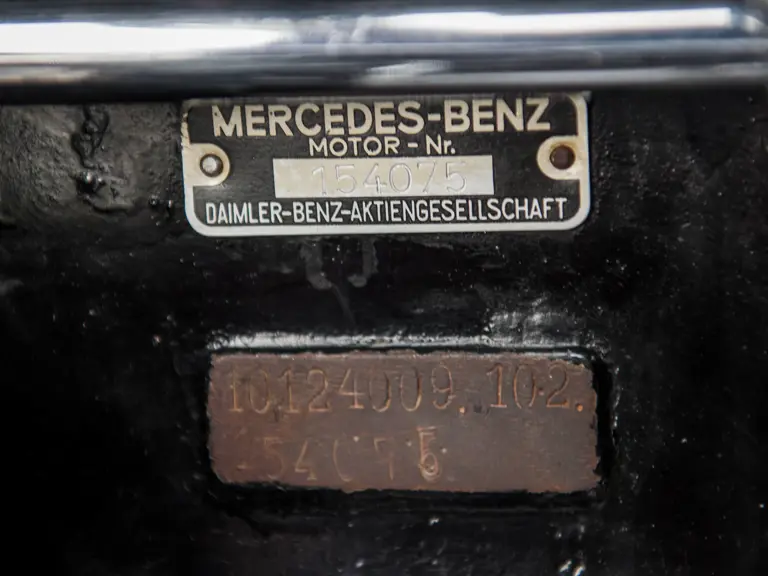 MERCEDES-BENZ
MOTOR - Nr.
154075
DAIMLER-BENZ-AKTIENGESELLSCHAFT
10124009. 102.